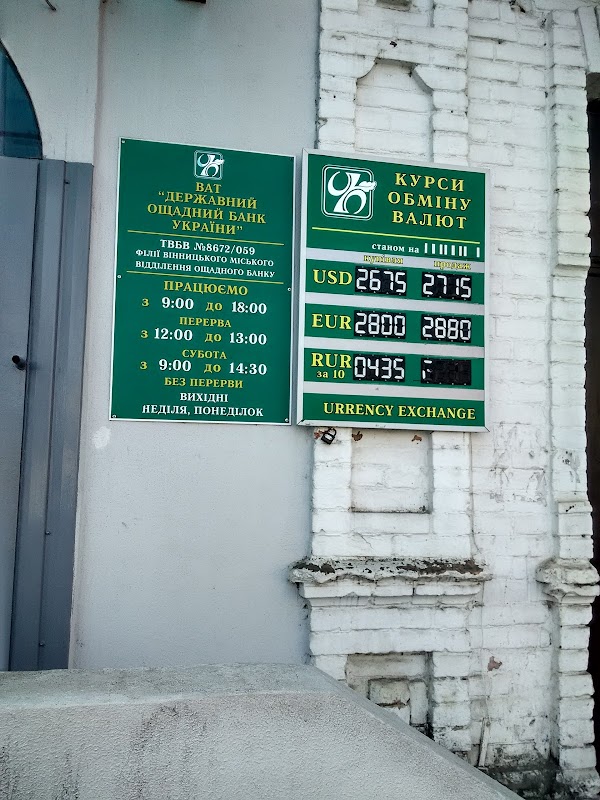 ВАТ
“ДЕРЖАВНИЙ
ОЩАДНИЙ БАНК
УКРАЇНИ”
ТВБВ №8672/059
ФІЛІЇ ВІННИЦЬКОГО МІСЬКОГО
ВІДДІЛЕННЯ ОЩАДНОГО БАНКУ
ПРАЦЮЄМО
З 9:00 ДО 18:00
ПЕРЕРВА
З 12:00 ДО 13:00
СУБОТА
З 9:00 ДО 14:30
БЕЗ ПЕРЕРВИ
ВИХІДНІ
НЕДІЛЯ, ПОНЕДІЛОК
КУРСИ
ОБМІНУ
ВАЛЮТ
станом на
купівля продаж
USD 2675 2715
EUR 2800 2880
RUR 0435
за 10
URRENCY EXCHANGE